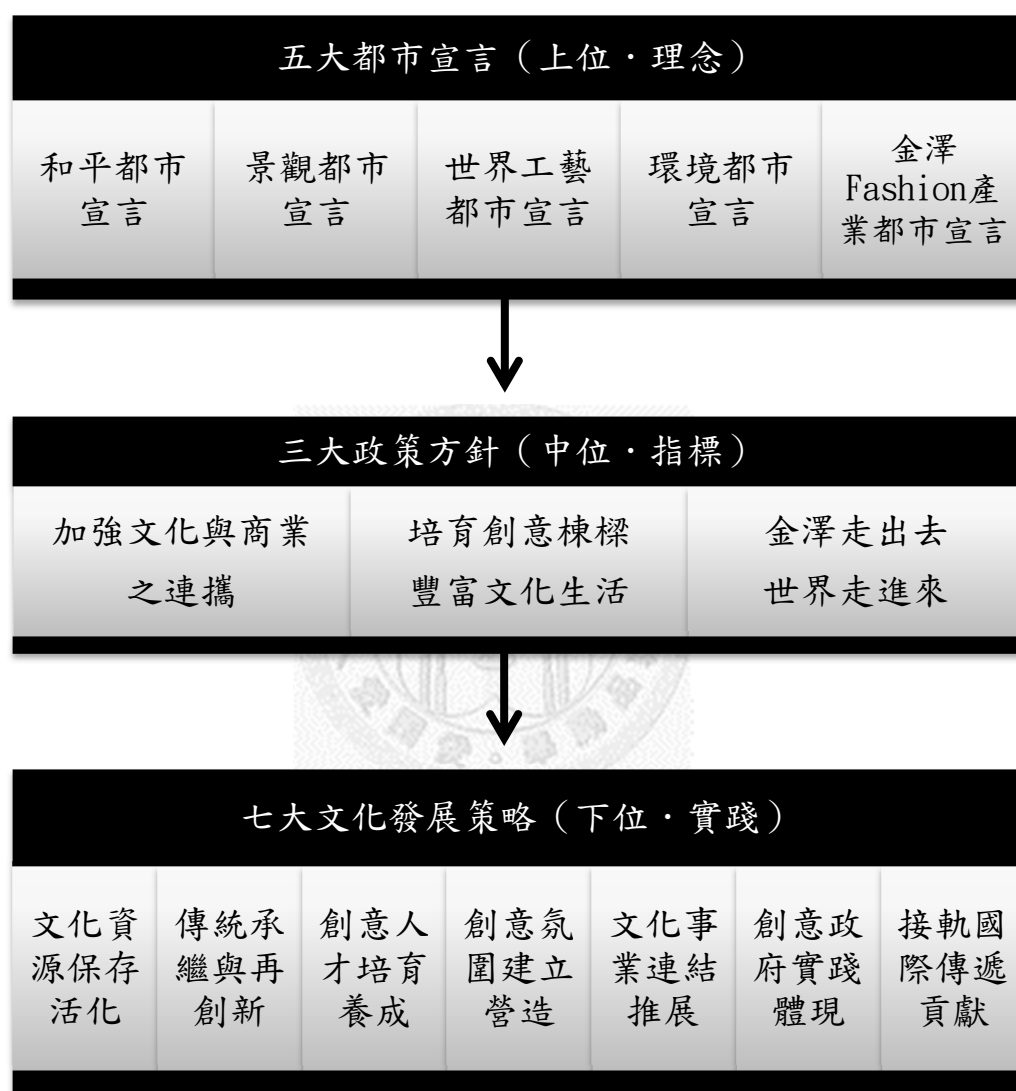 五大都市宣言（上位．理念）
和平都市
宣言
景觀都市
宣言
世界工藝
都市宣言
環境都市
宣言
金澤
Fashion產
業都市宣言
三大政策方針（中位．指標）
加強文化與商業
之連攜
培育創意棟樑
豐富文化生活
金澤走出去
世界走進來
七大文化發展策略（下位．實踐）
文化資
源保存
活化
傳統承
繼與再
創新
創意人
才培育
養成
創意氛
圍建立
營造
文化事
業連結
推展
創意政
府實踐
體現
接軌國
際傳遞
貢獻